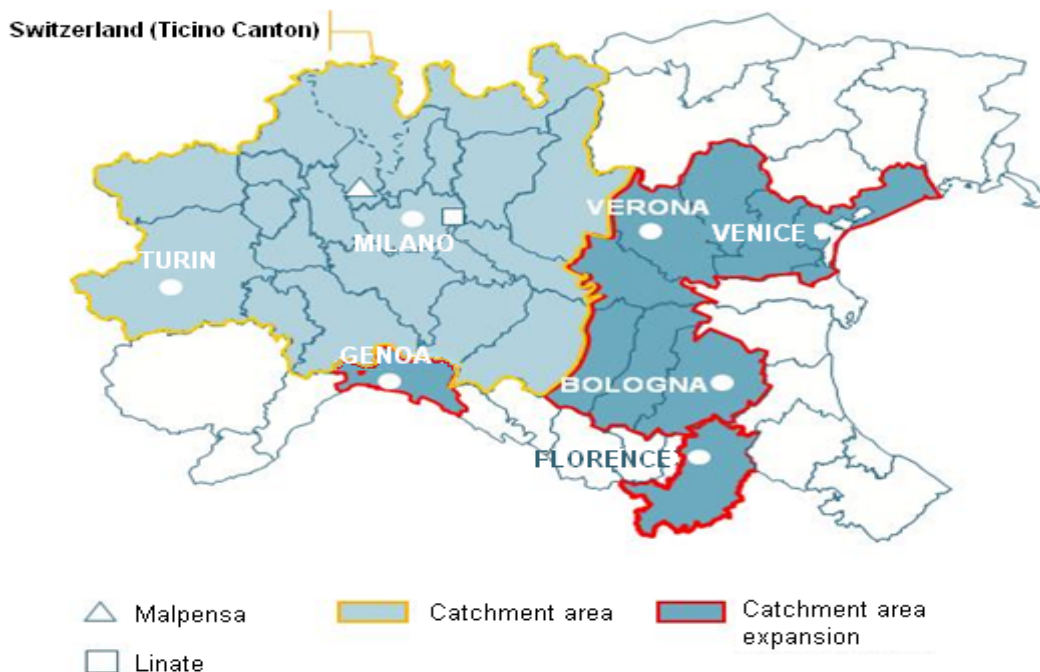 Switzerland (Ticino Canton)
VERONA
MILANO
VENICE
TURIN
GENOA
BOLOGNA
FLORENCE
Malpensa
Catchment area
Catchment area
expansion
Linate